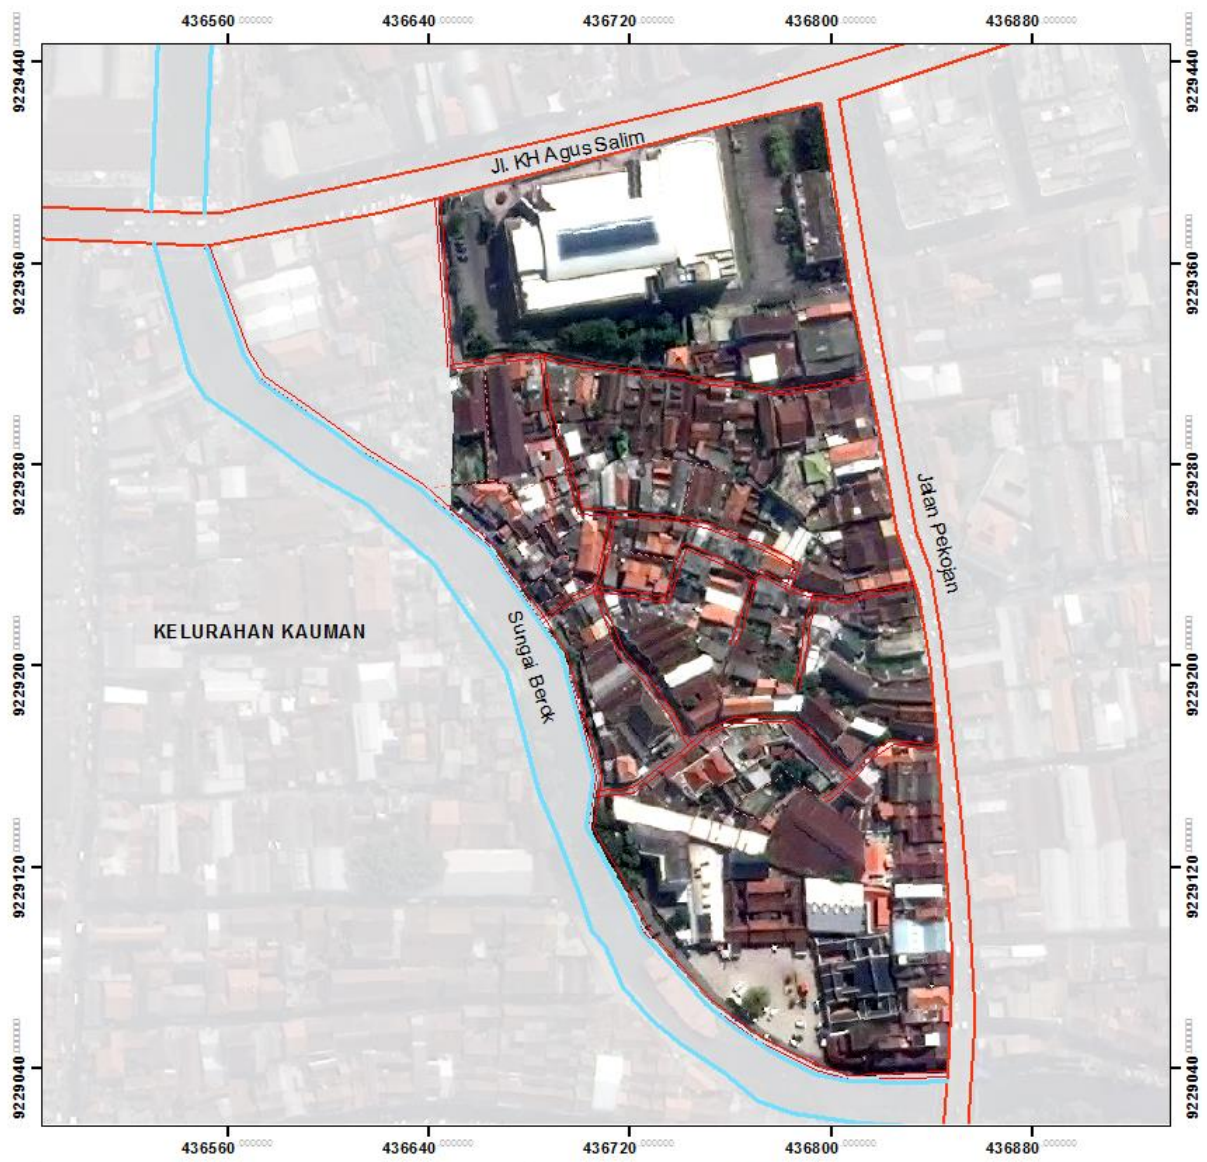 436560 436640 436720 436800 436880
9229440 9229440
Jl. KH Agus Salim
9229360 9229360
9229280 9229280
Jalan Pekojan
KELURAHAN KAUMAN
Sungai Berok
9229200 9229200
9229120 9229120
9229040 9229040
436560 436640 436720 436800 436880